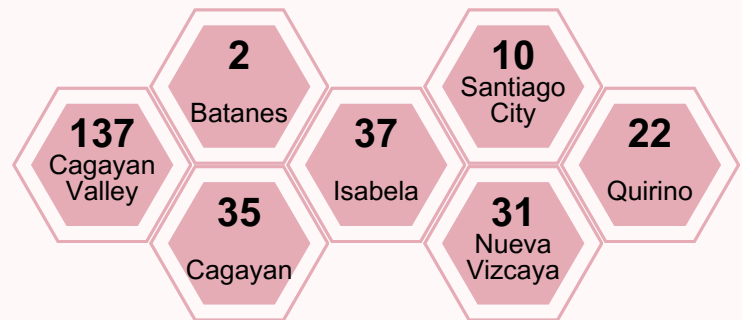 137
Cagayan
Valley
2
Batanes
35
Cagayan
37
Isabela
10
Santiago
City
31
Nueva
Vizcaya
22
Quirino